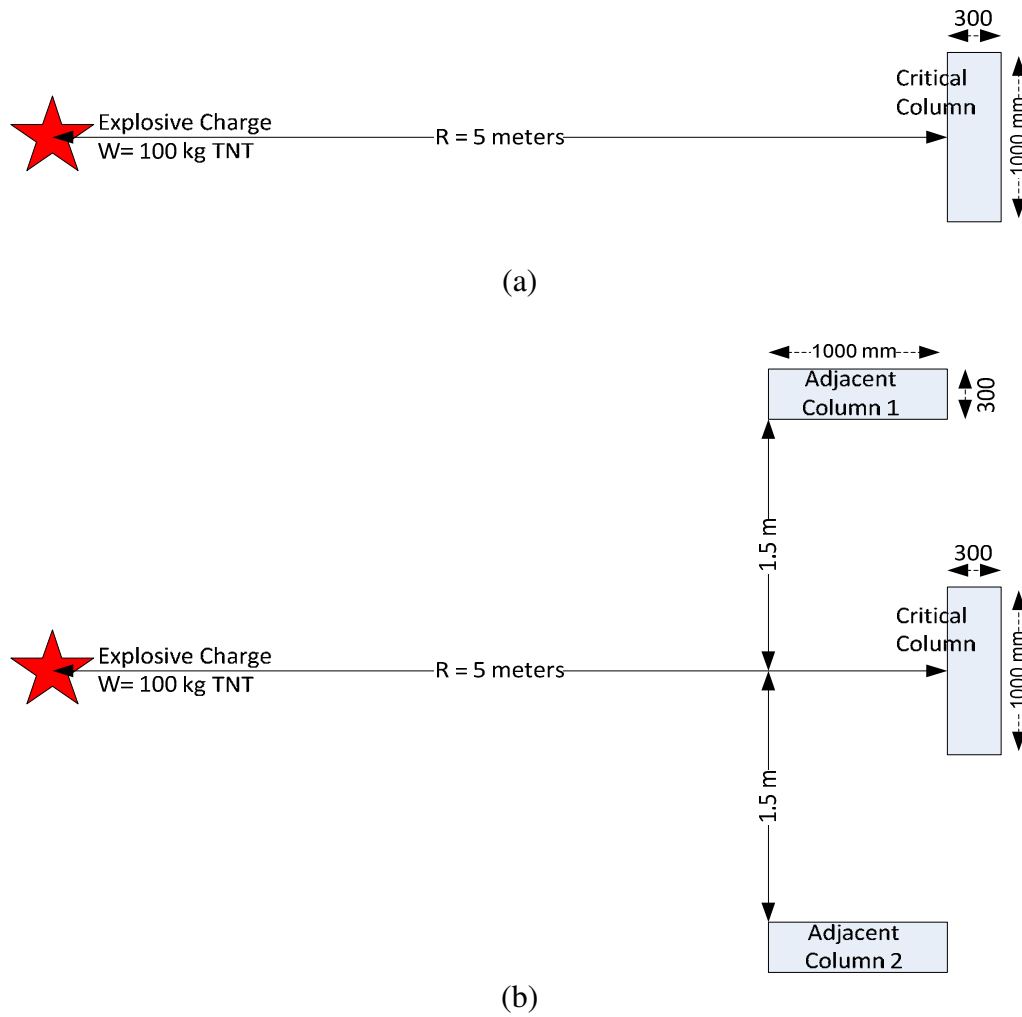 300
Critical
Column
Explosive Charge
W= 100 kg TNT
R = 5 meters
1000 mm
(a)
1000 mm
Adjacent
Column 1
300
1.5 m
300
Critical
Column
Explosive Charge
W= 100 kg TNT
R = 5 meters
1000 mm
1.5 m
Adjacent
Column 2
(b)